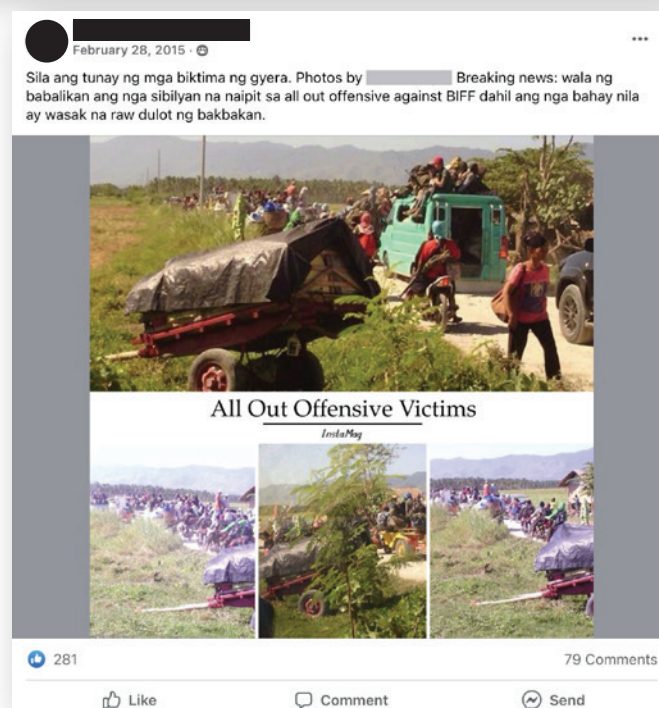 February 28, 2015 ·
Sila ang tunay ng mga biktima ng gyera. Photos by Breaking news: wala ng
babalikan ang nga sibilyan na naipit sa all out offensive against BIFF dahil ang nga bahay nila
ay wasak na raw dulot ng bakbakan.
All Out Offensive Victims
InstaMag
281
79 Comments
Like
Comment
Send